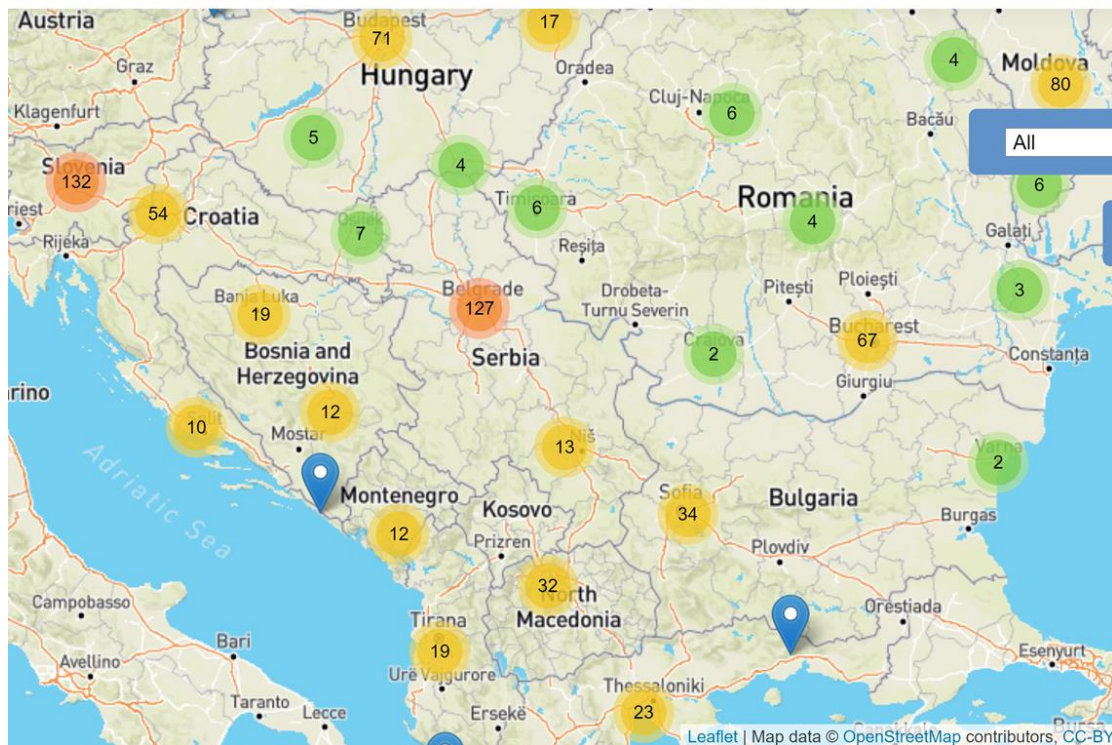 Austria
Budapest
71
17
4
Moldova
80
Graz
Hungary
Oradea
Cluj-Napoca
6
Bacău
All
Klagenfurt
5
4
Slovenia
132
54
Croatia
Osijek
7
Timișoara
6
Romania
4
6
Galați
riest
Rijeka
Reșița
Banja Luka
19
Belgrade
127
Drobeta-
Turnu Severin
Pitești
Ploiești
3
Craiova
2
Bucharest
67
Constanța
Bosnia and
Herzegovina
Serbia
Giurgiu
arino
12
10
Split
Mostar
13
Niš
Varna
2
Adriatic Sea
Montenegro
12
Kosovo
Sofia
34
Bulgaria
Burgas
Prizren
Plovdiv
32
North
Macedonia
Campobasso
Tirana
19
Orestiada
Bari
Avellino
Urë Vajgurore
Esenyurt
Taranto
Lecce
Ersekë
Thessaloniki
23
Bursa
Leaflet | Map data © OpenStreetMap contributors, CC-BY